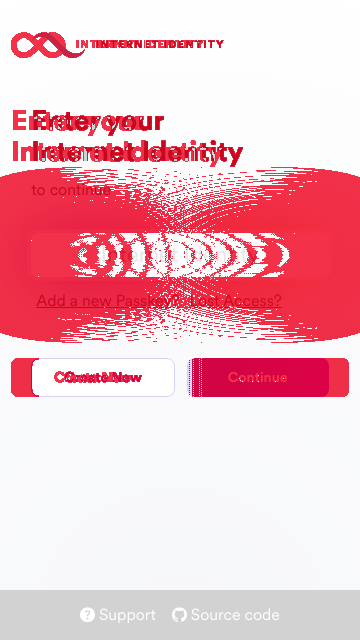 INTERNET IDENTITY
Enter your
Internet Identity
to continue
Add a new Passkey? Lost Access?
Create New
Continue
Support
Source code